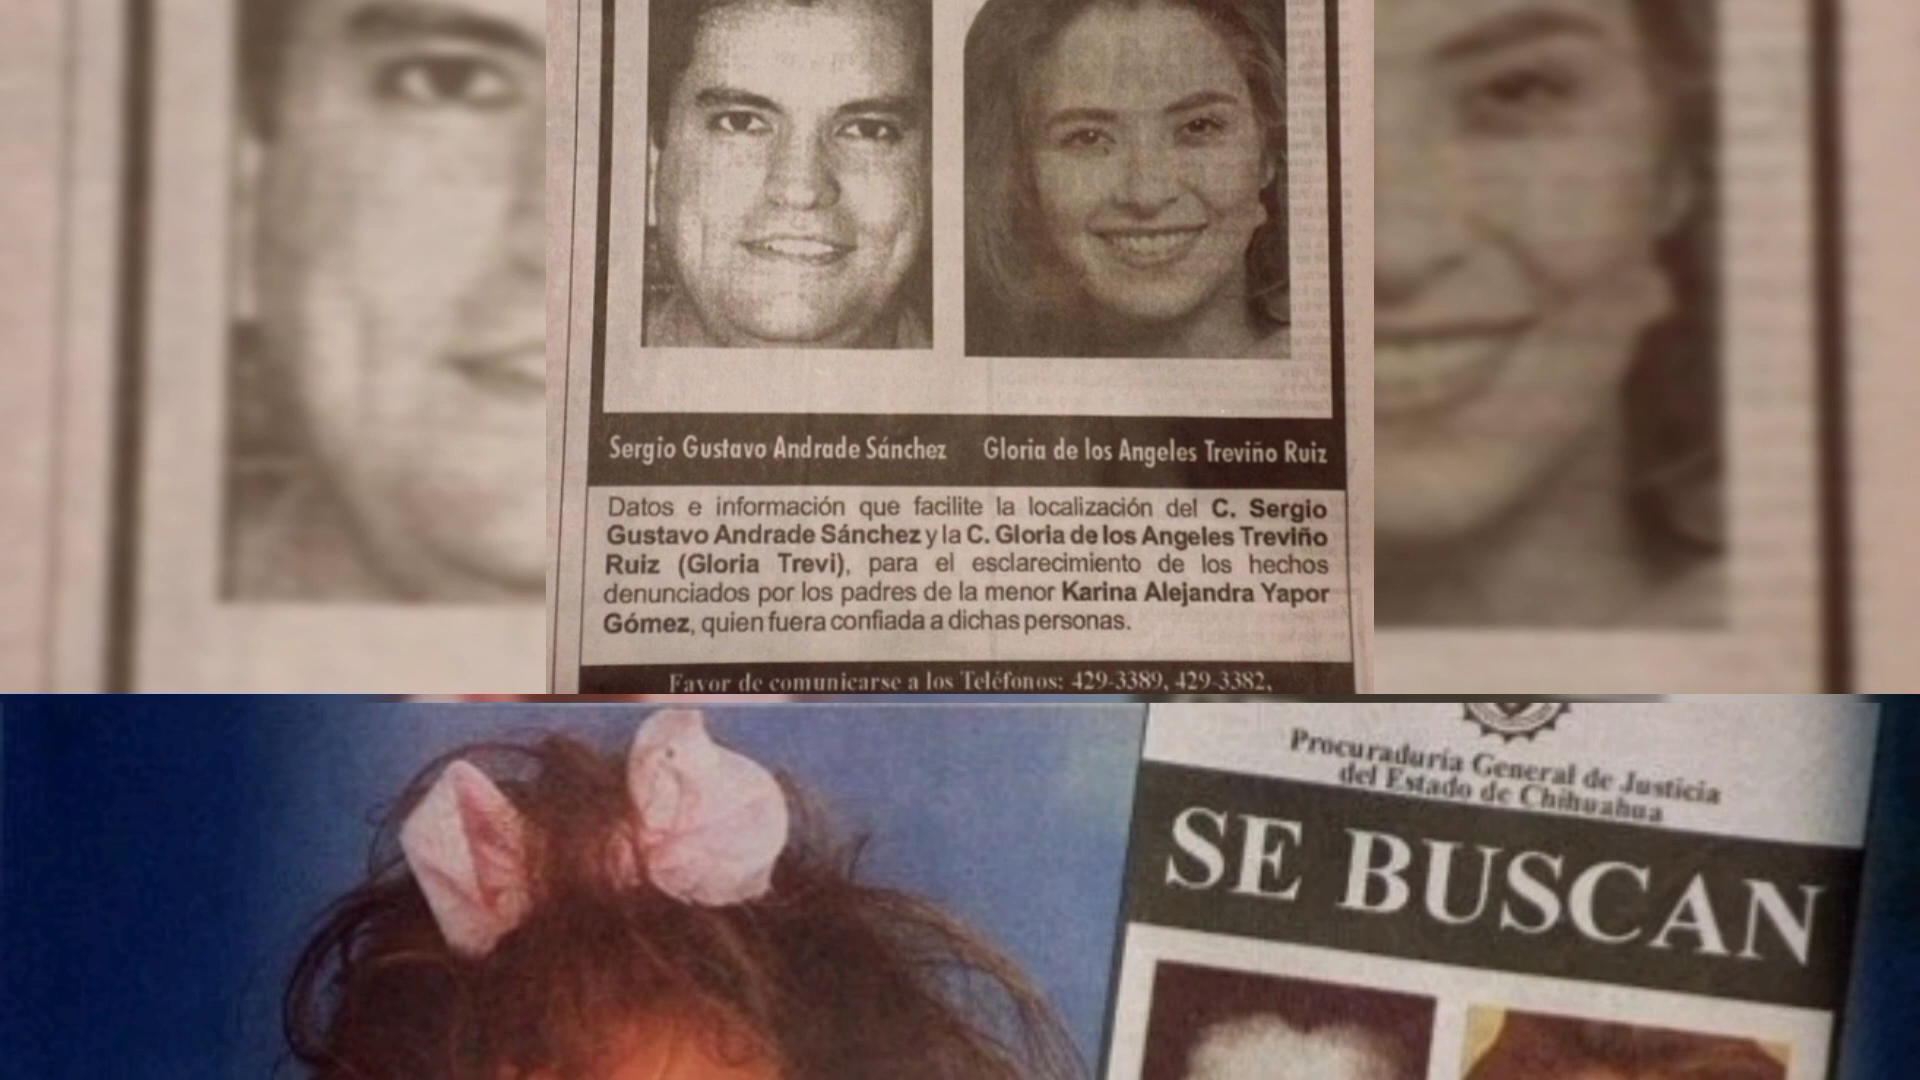 Sergio Gustavo Andrade Sánchez
Gloria de los Angeles Treviño Ruiz
Datos e información que facilite la localización del C. Sergio
Gustavo Andrade Sánchez y la C. Gloria de los Angeles Treviño
Ruiz (Gloria Trevi), para el esclarecimiento de los hechos
denunciados por los padres de la menor Karina Alejandra Yapor
Gómez, quien fuera confiada a dichas personas.
Favor de comunicarse a los Teléfonos: 429-3389, 429-3382,
Procuraduría General de Justicia
del Estado de Chihuahua
SE BUSCAN